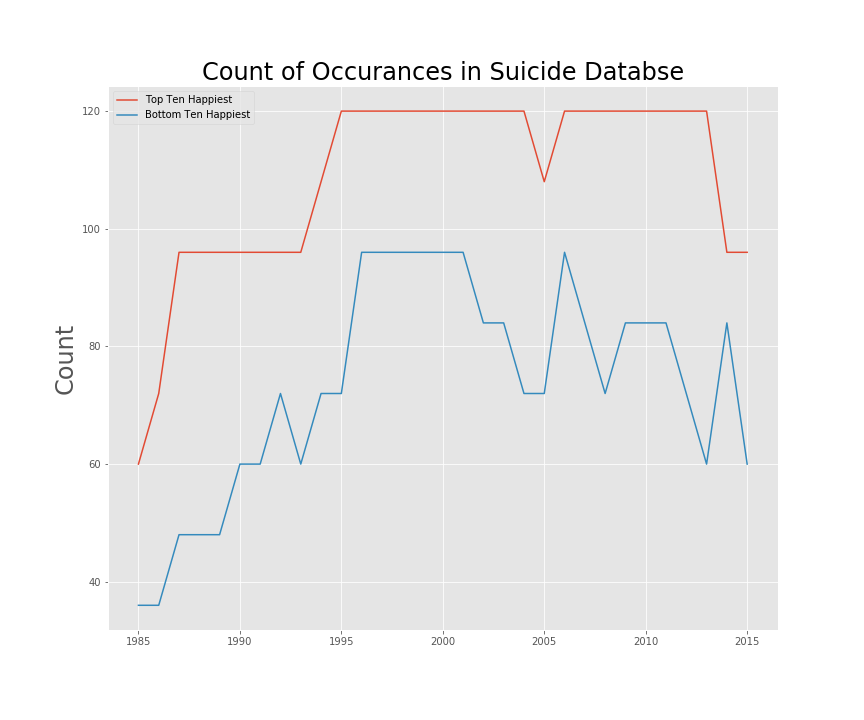 Count of Occurances in Suicide Databse
Top Ten Happiest
Bottom Ten Happiest
Count
120
100
80
60
40
1985 1990 1995 2000 2005 2010 2015